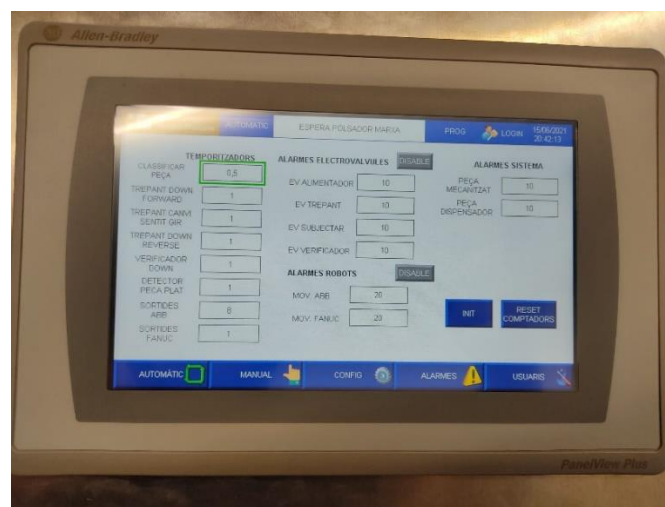 Allen-Bradley
AUTOMATIC
ESPERA POLSADOR MARXA
PROG
LOGIN
15/06/2021
20:42:13
TEMPORITZADORS
CLASSIFICAR
PEÇA
0,5
TREPANT DOWN
FORWARD
1
TREPANT CANVI
SENTIT GIR
1
TREPANT DOWN
REVERSE
1
VERIFICADOR
DOWN
1
DETECTOR
PEÇA PLAT
1
SORTIDES
ABB
SORTIDES
FANUC
1
ALARMES ELECTROVALVULES
DISABLE
EV ALIMENTADOR
10
EV TREPANT
10
EV SUBJECTAR
10
EV VERIFICADOR
10
ALARMES ROBOTS
DISABLE
MOV. ABB
20
MOV. FANUC
20
ALARMES SISTEMA
PEÇA
MECANITZAT
10
PEÇA
DISPENSADOR
10
INIT
RESET
COMPTADORS
AUTOMÀTIC
MANUAL
CONFIG
ALARMES
USUARIS
PanelView Plus